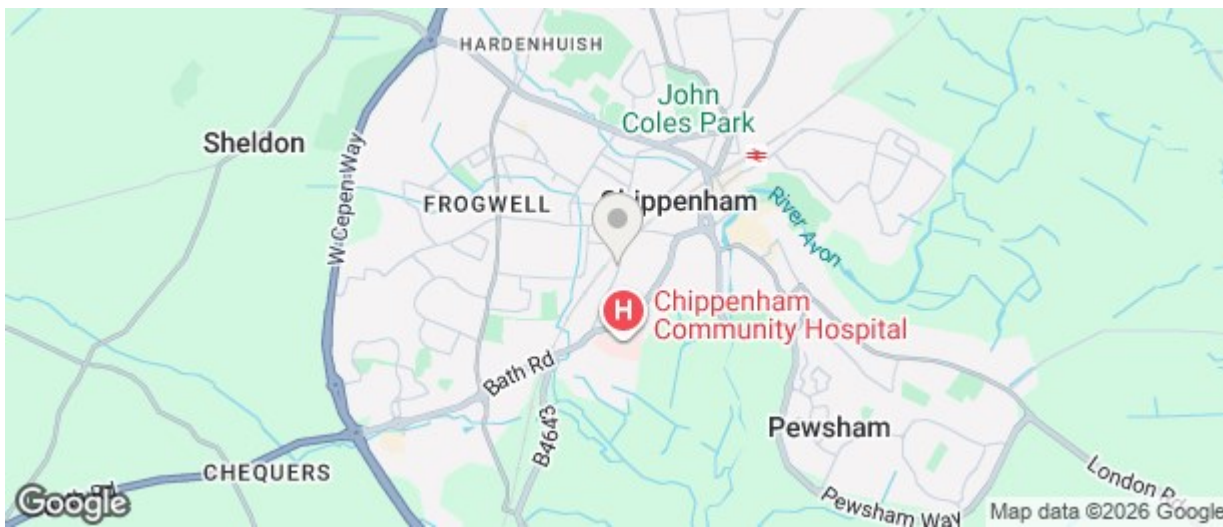 HARDENHUISH
John
Coles Park
Sheldon
W Cepen Way
FROGWELL
Chippenham
River Avon
H
Chippenham
Community Hospital
Bath Rd
B4643
Pewsham
CHEQUERS
London Rd
Pewsham Way
Google
Map data ©2026 Google